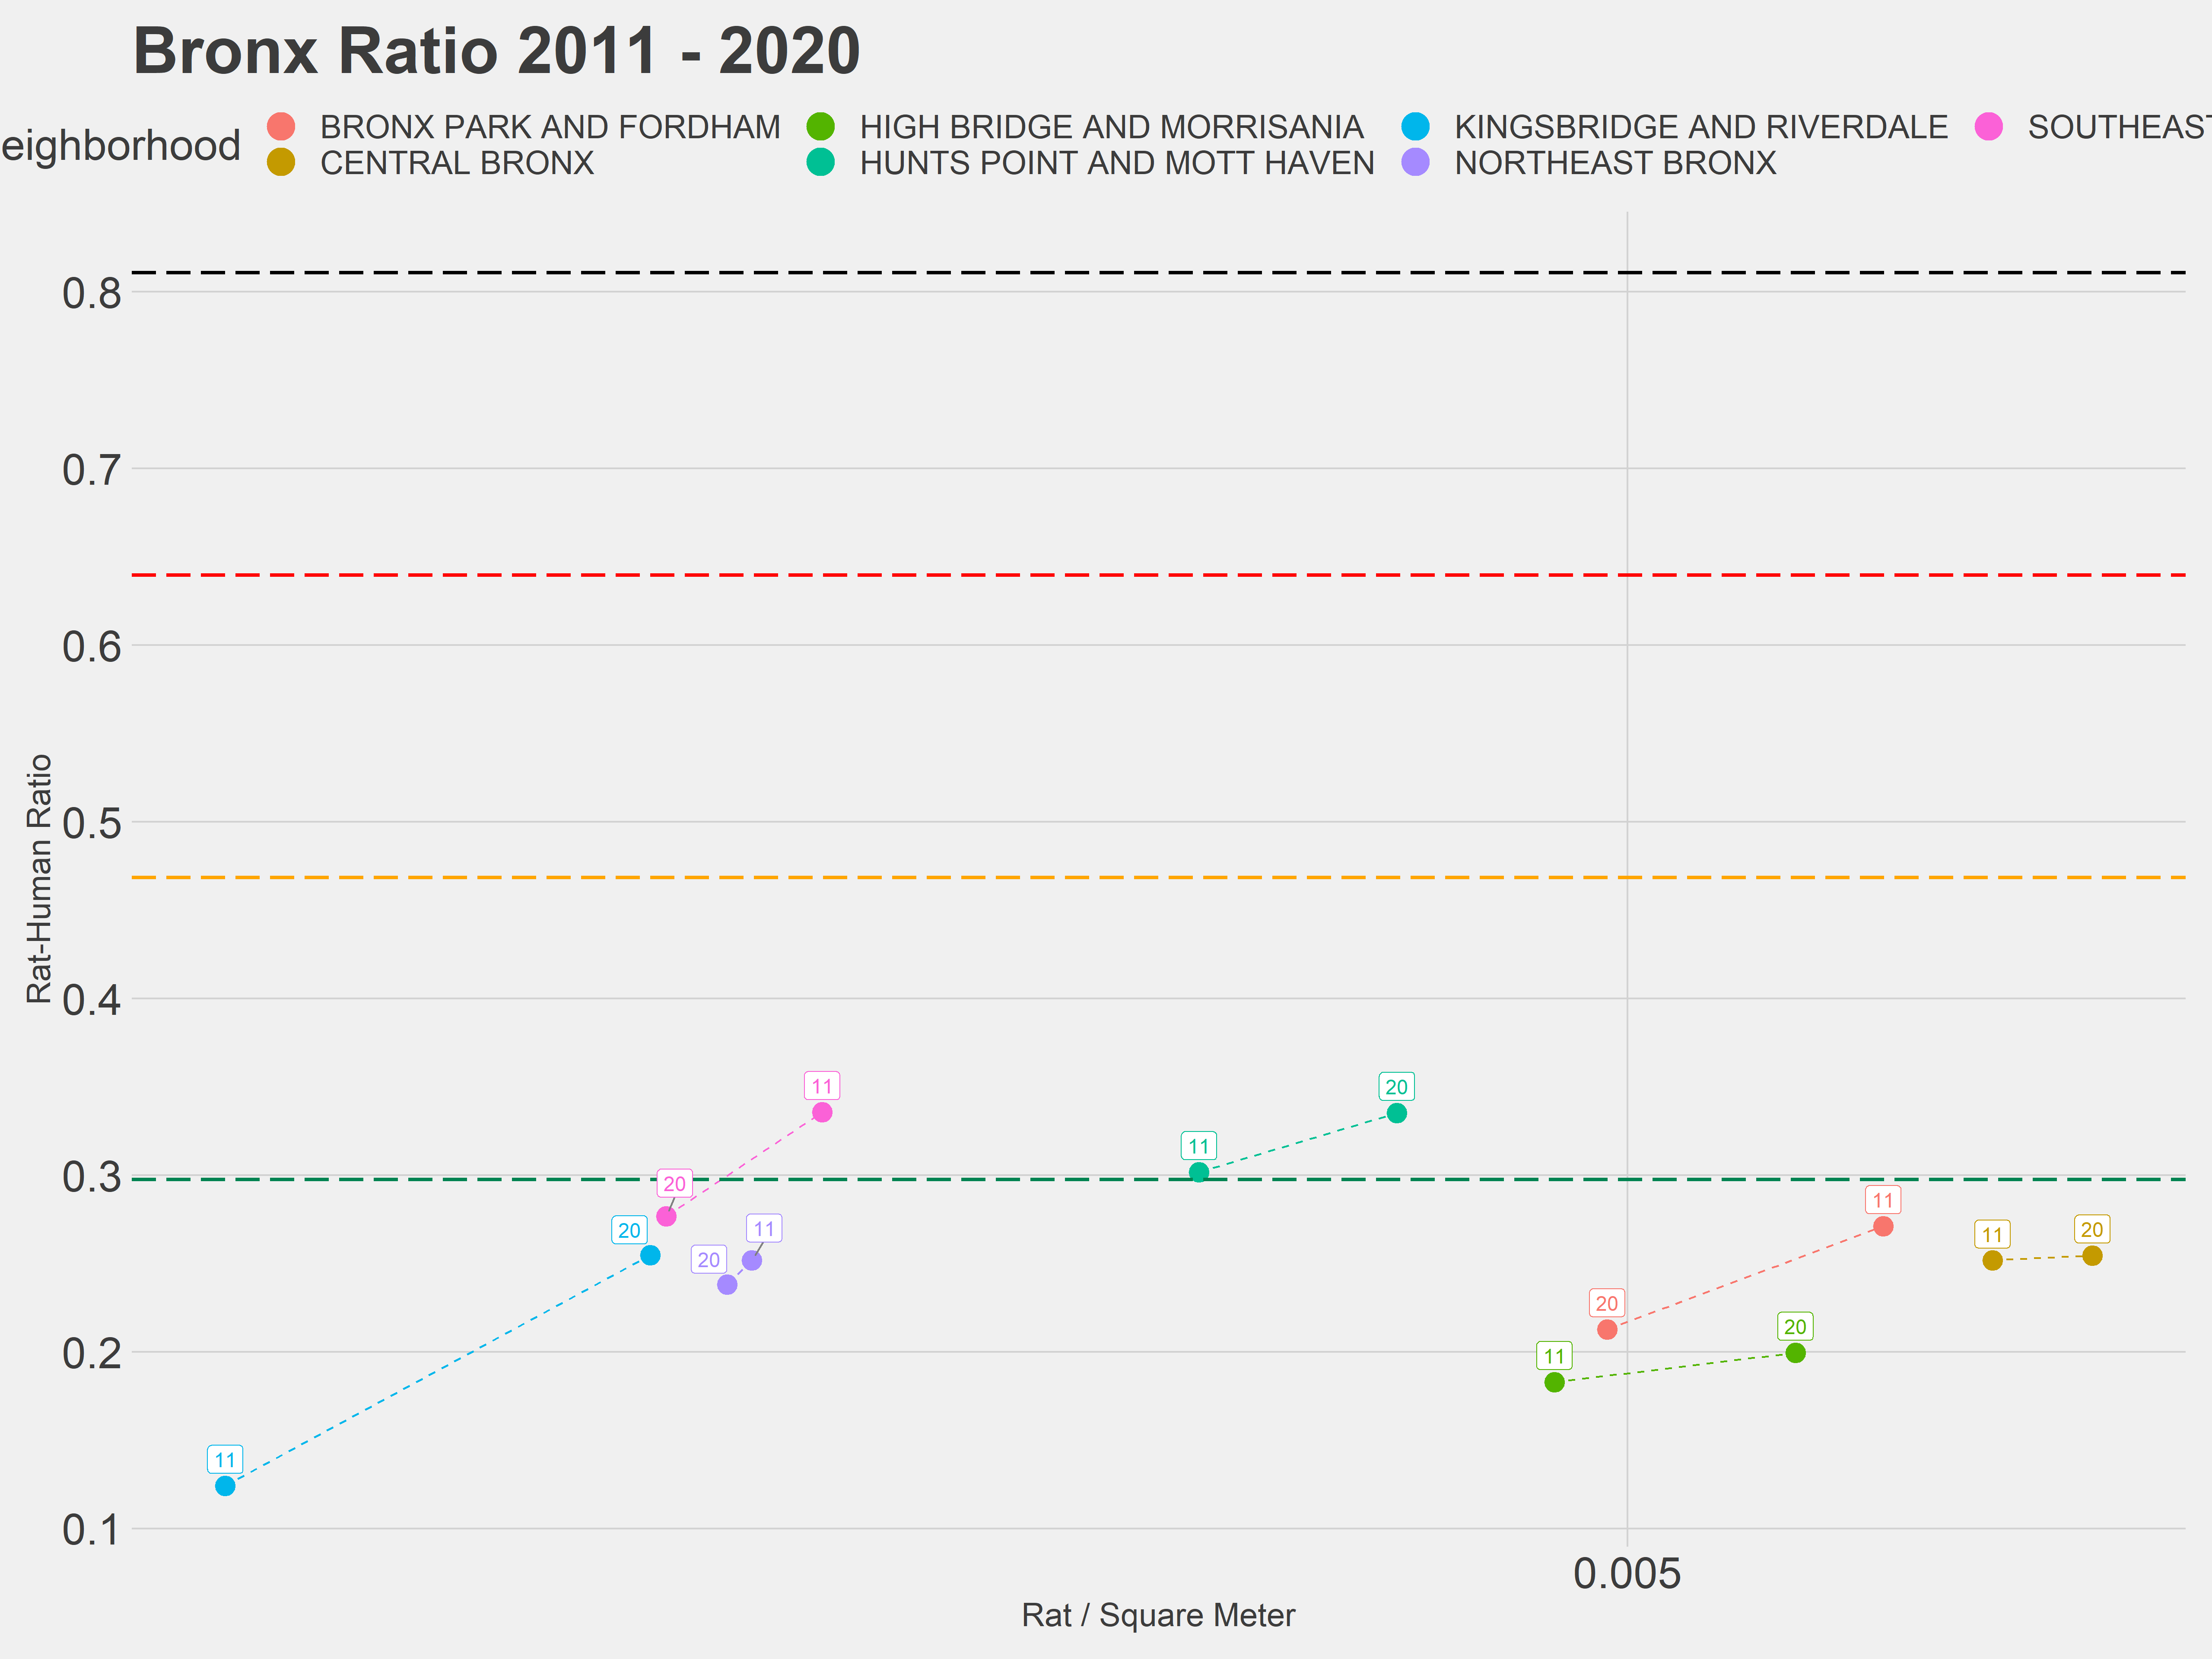 Bronx Ratio 2011 - 2020
eighborhood
BRONX PARK AND FORDHAM
HIGH BRIDGE AND MORRISANIA
KINGSBRIDGE AND RIVERDALE
SOUTHEAST
CENTRAL BRONX
HUNTS POINT AND MOTT HAVEN
NORTHEAST BRONX
0.8
0.7
0.6
0.5
0.4
0.3
0.2
0.1
Rat-Human Ratio
11
20
11
20
20
11
20
20
11
11
11
20
20
20
11
11
0.005
Rat / Square Meter